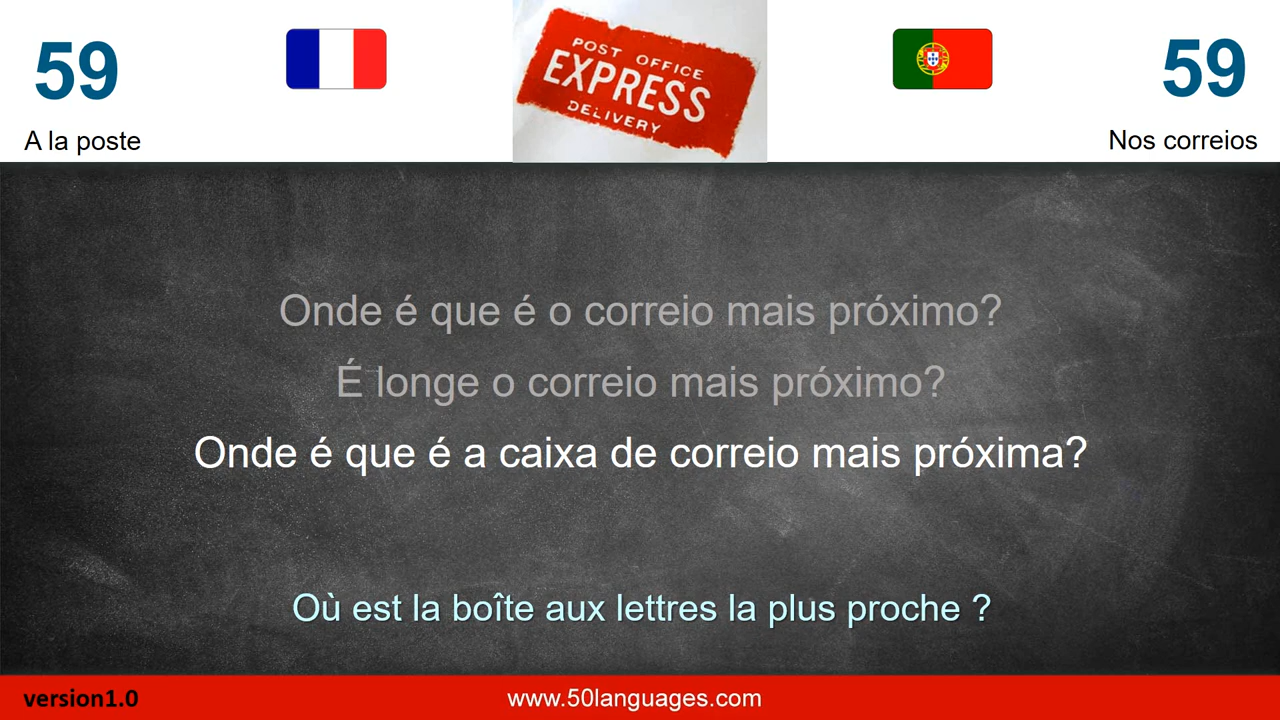 59
A la poste
POST OFFICE
EXPRESS
DELIVERY
59
Nos correios
Onde é que é o correio mais próximo?
É longe o correio mais próximo?
Onde é que é a caixa de correio mais próxima?
Où est la boîte aux lettres la plus proche ?
version1.0
www.50languages.com